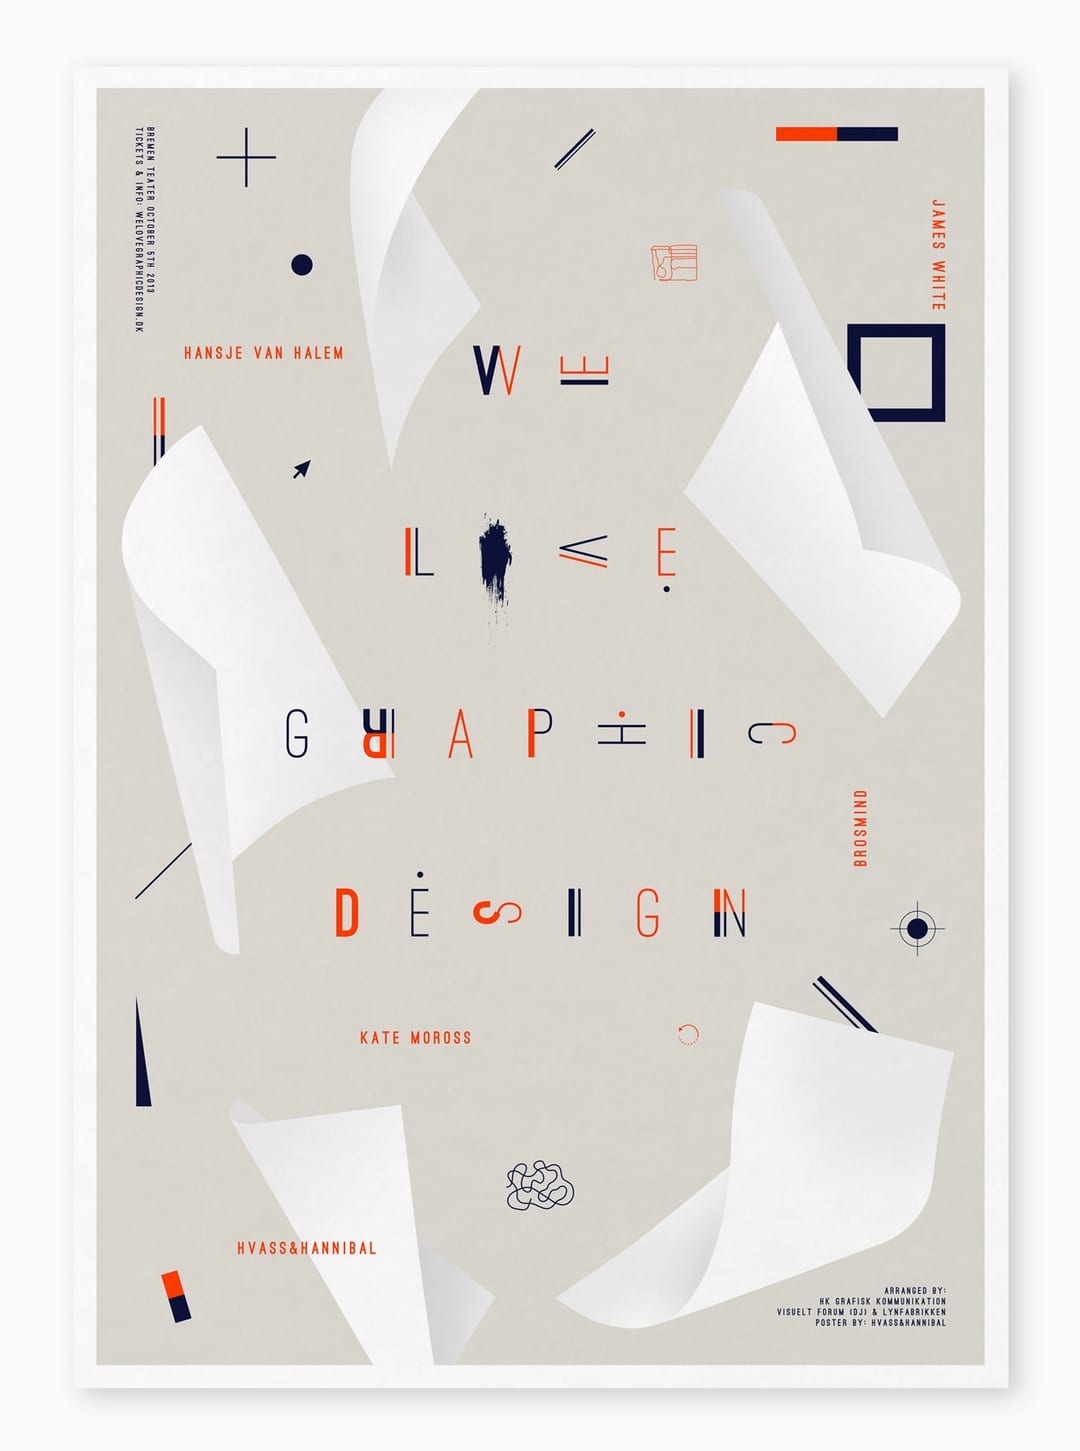 BREMEN TEATER OCTOBER 5TH 2013
TICKETS & INFO: WELOVEGRAPHICDESIGN.DK
JAMES WHITE
HANSJE VAN HALEM
WE
LOVE
GRAPHIC
DESIGN
BROSMIND
KATE MOROSS
HVASS&HANNIBAL
ARRANGED BY:
HK GRAFISK KOMMUNIKATION
VISUELT FORUM (DJ) & LYNFABRIKKEN
POSTER BY: HVASS&HANNIBAL